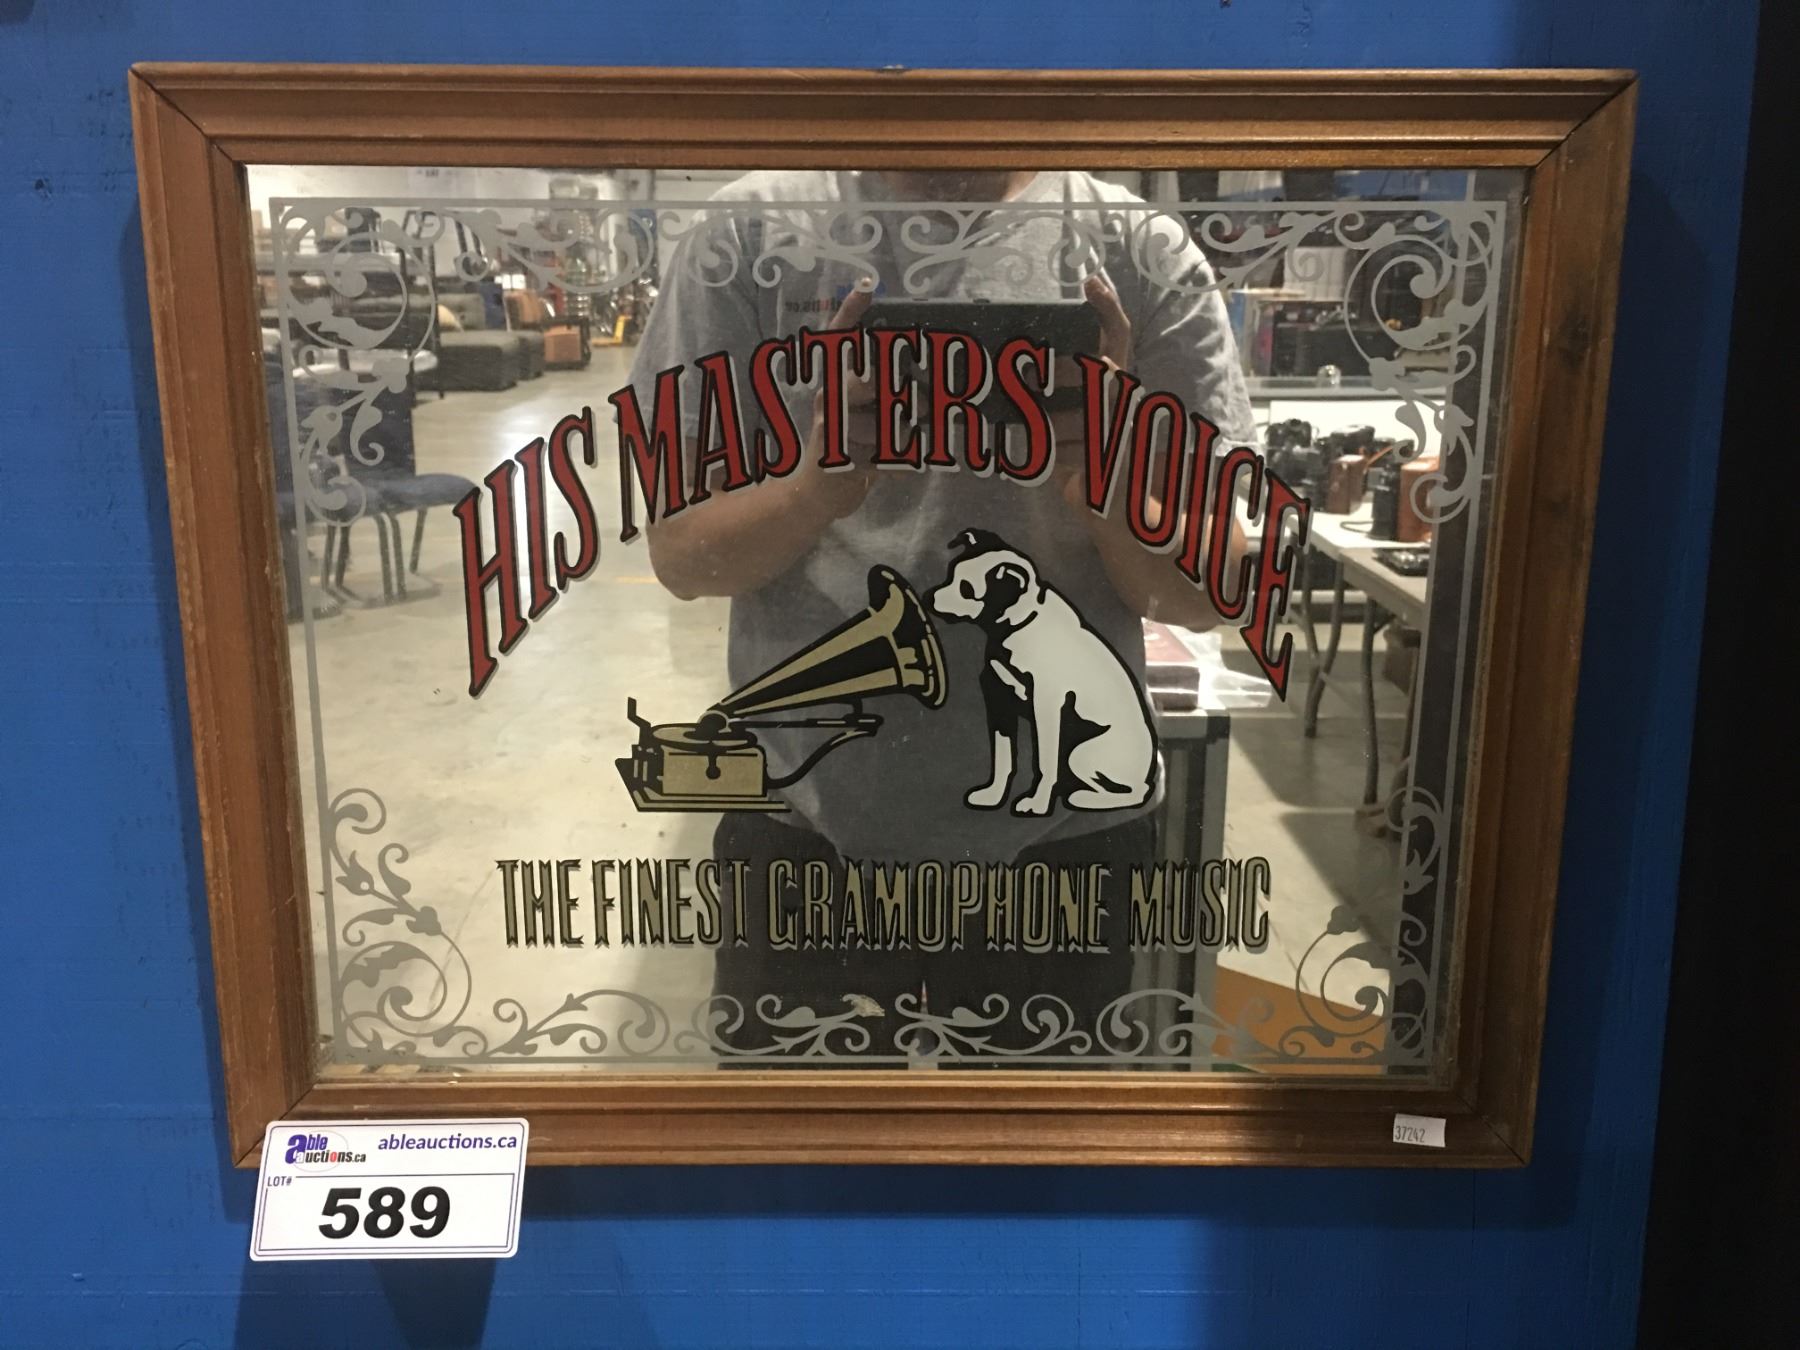 HIS MASTERS VOICE
THE FINEST GRAMOPHONE MUSIC
37242
able auctions.ca
ableauctions.ca
LOT#
589